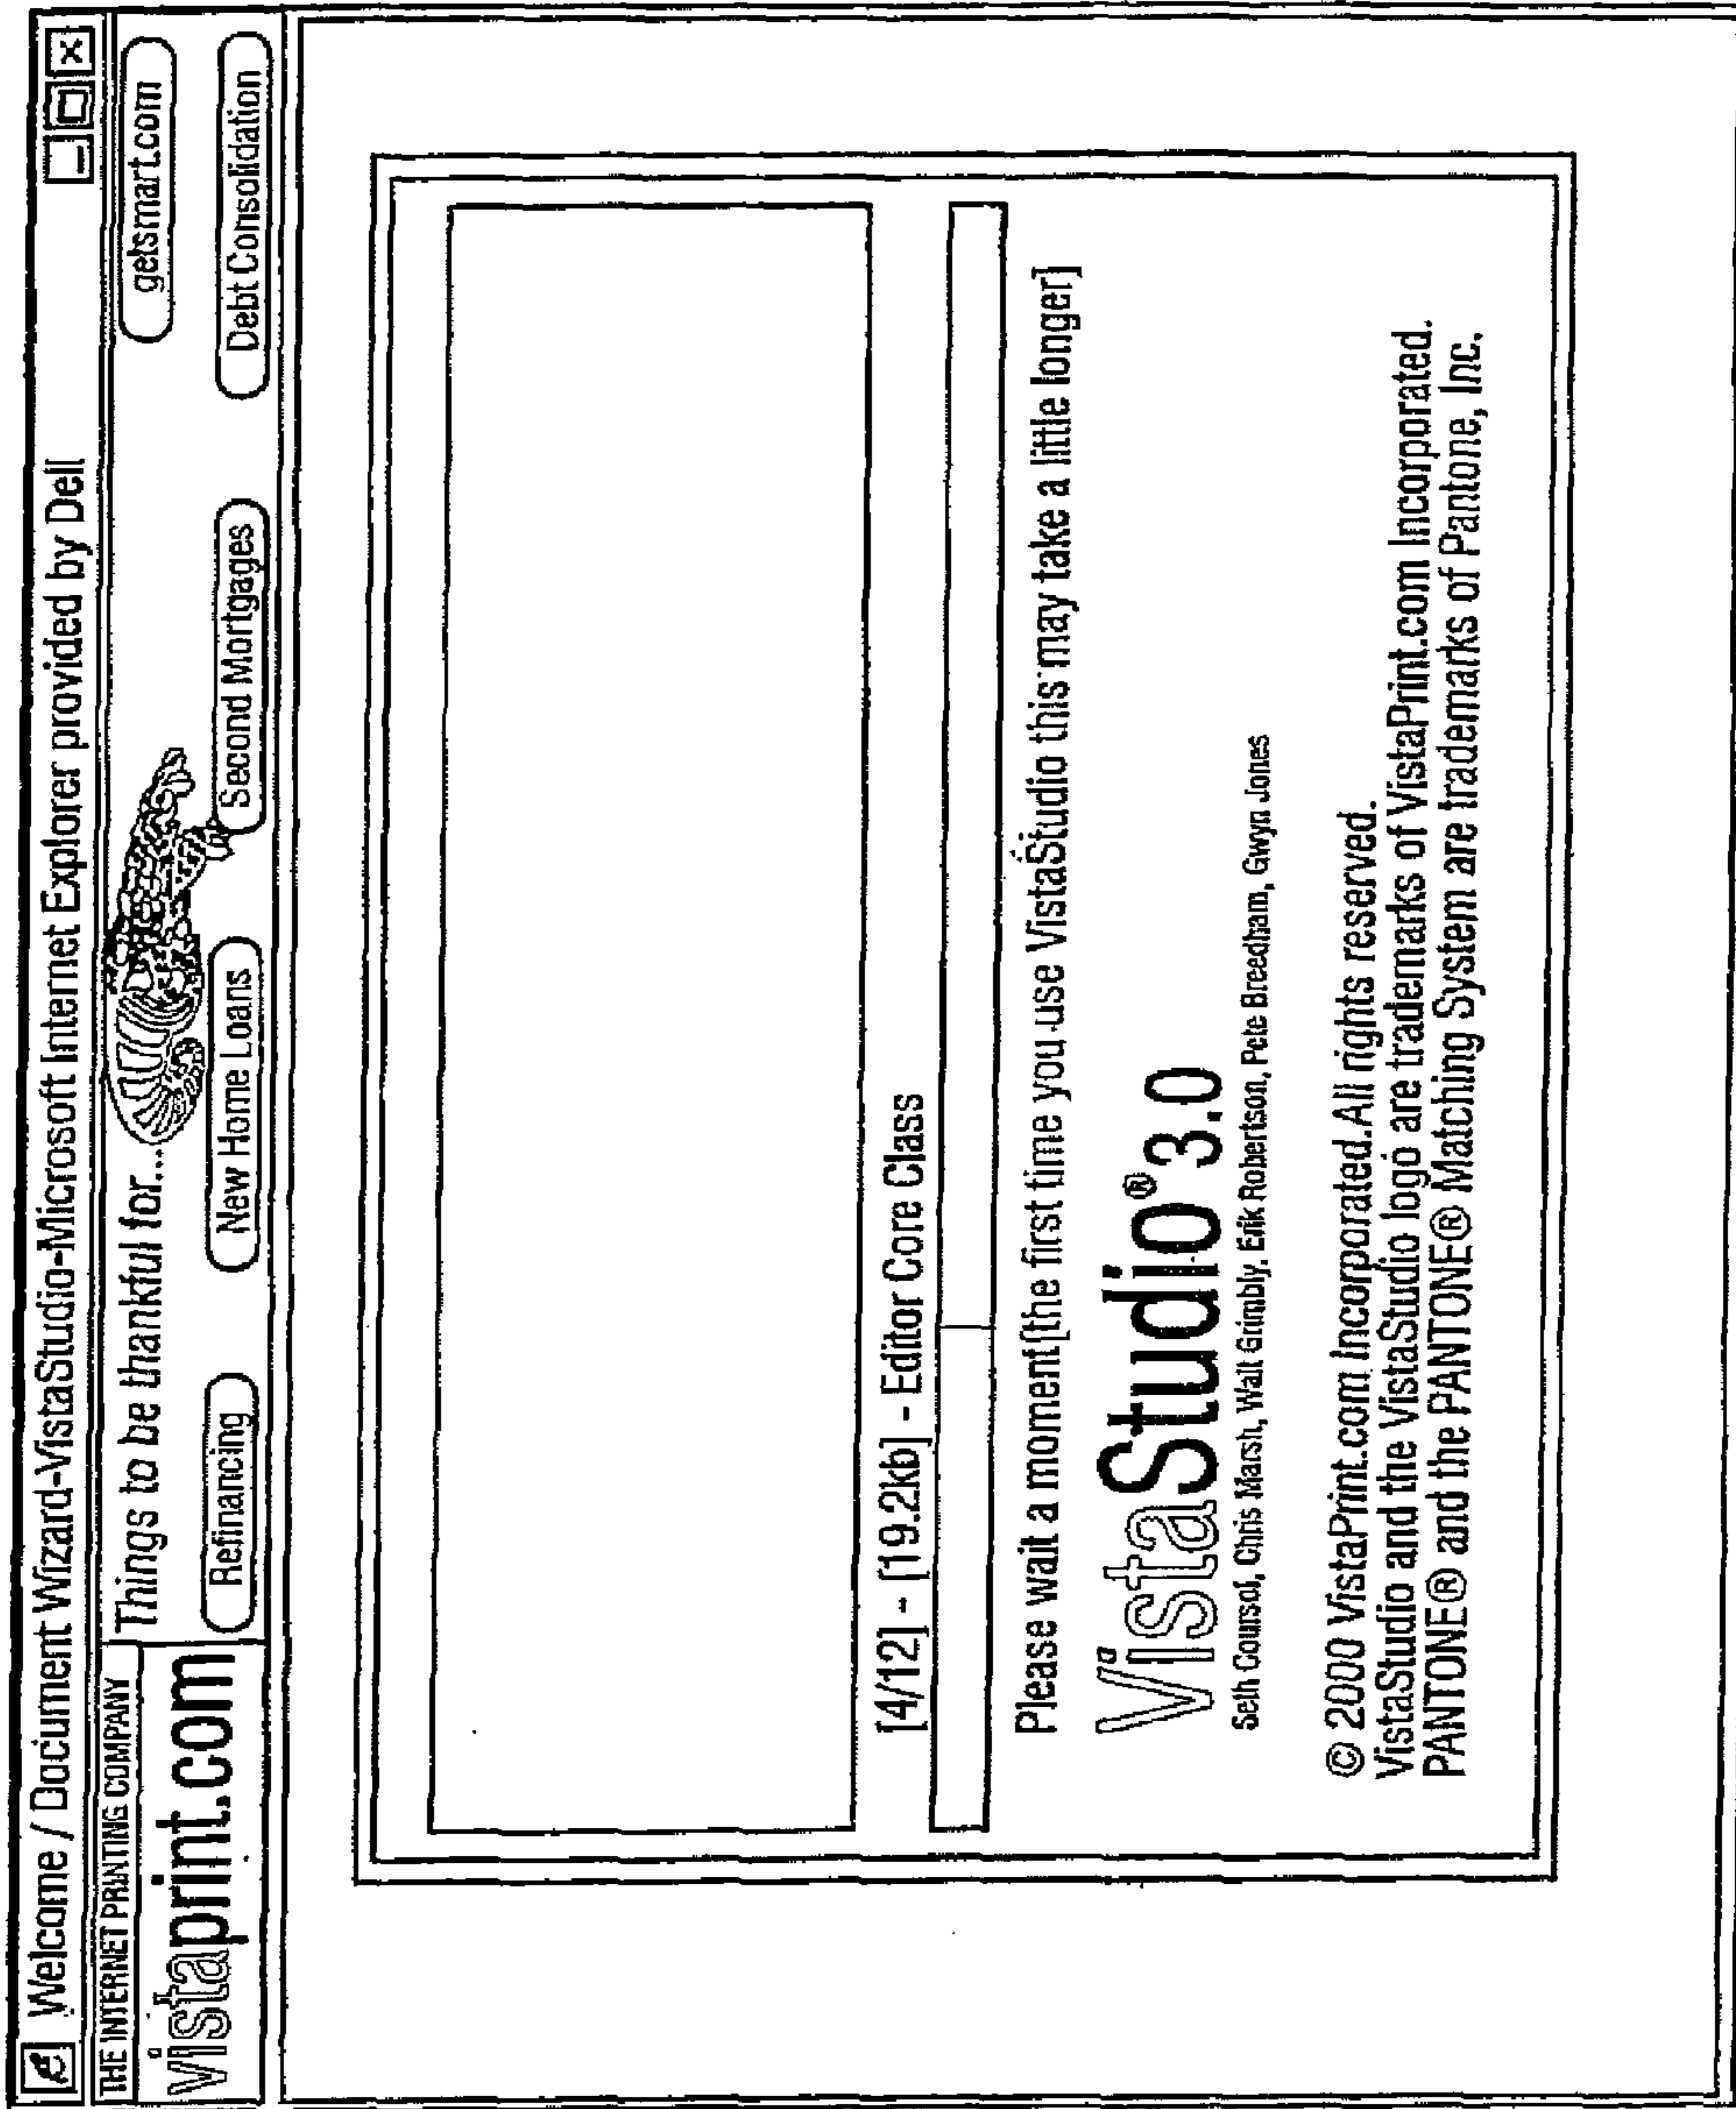 Welcome / Document Wizard-VistaStudio-Microsoft Internet Explorer provided by Dell
THE INTERNET PRINTING COMPANY
vistaprint.com
Things to be thankful for...
getsmart.com
Refinancing
New Home Loans
Second Mortgages
Debt Consolidation
[4/12] - [19.2kb] - Editor Core Class
Please wait a moment[the first time you use VistaStudio this may take a little longer]
VistaStudio® 3.0
Seth Coursol, Chris Marsh, Walt Grimbly, Erik Robertson, Pete Breedham, Gwyn Jones
© 2000 VistaPrint.com Incorporated.All rights reserved.
VistaStudio and the VistaStudio logo are trademarks of VistaPrint.com Incorporated.
PANTONE® and the PANTONE® Matching System are trademarks of Pantone, Inc.